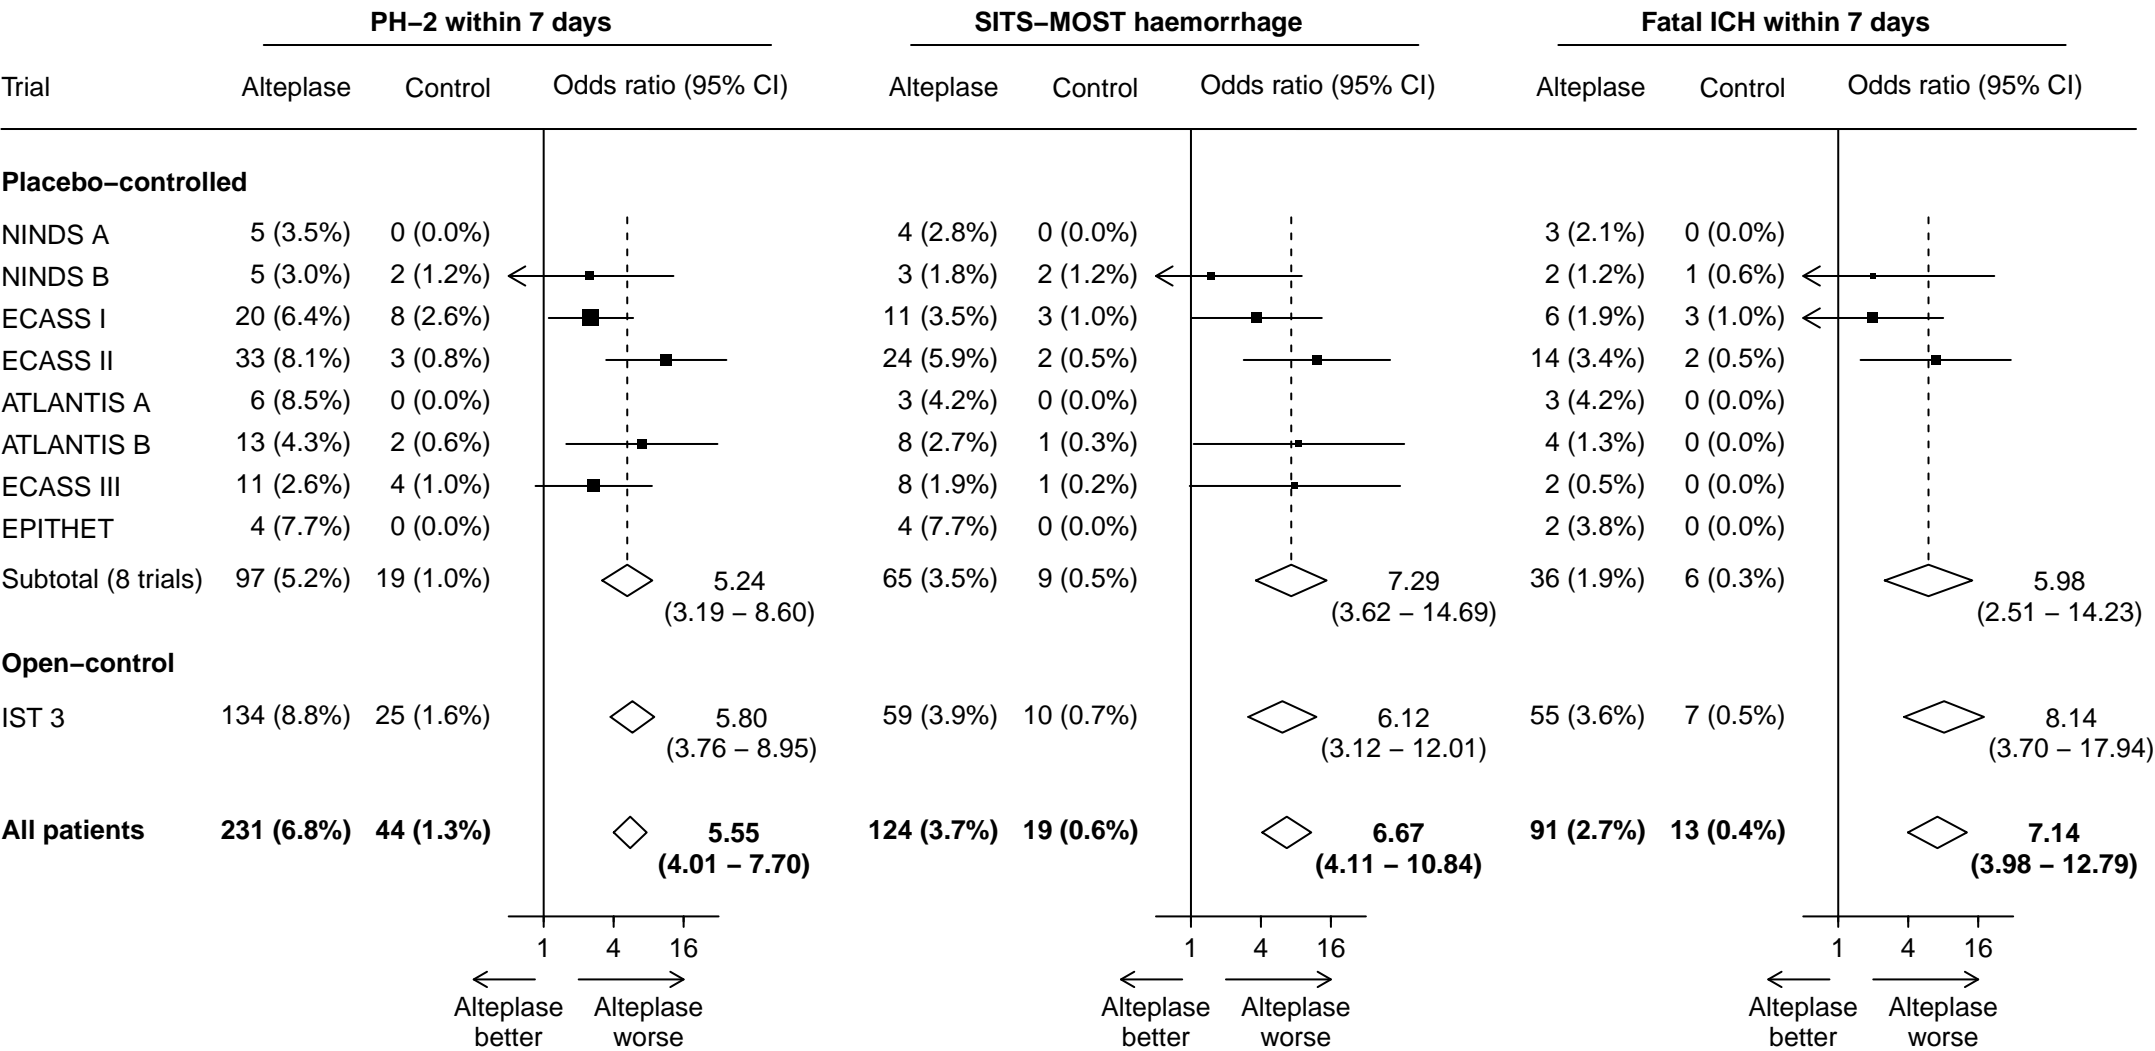 PH−2 within 7 days SITS−MOST haemorrhage Fatal ICH within 7 days
Trial Alteplase Control Odds ratio (95% CI) Alteplase Control Odds ratio (95% CI) Alteplase Control Odds ratio (95% CI)
Placebo−controlled
NINDS A 5 (3.5%) 0 (0.0%) 4 (2.8%) 0 (0.0%) 3 (2.1%) 0 (0.0%)
NINDS B 5 (3.0%) 2 (1.2%) 3 (1.8%) 2 (1.2%) 2 (1.2%) 1 (0.6%)
ECASS I 20 (6.4%) 8 (2.6%) 11 (3.5%) 3 (1.0%) 6 (1.9%) 3 (1.0%)
ECASS II 33 (8.1%) 3 (0.8%) 24 (5.9%) 2 (0.5%) 14 (3.4%) 2 (0.5%)
ATLANTIS A 6 (8.5%) 0 (0.0%) 3 (4.2%) 0 (0.0%) 3 (4.2%) 0 (0.0%)
ATLANTIS B 13 (4.3%) 2 (0.6%) 8 (2.7%) 1 (0.3%) 4 (1.3%) 0 (0.0%)
ECASS III 11 (2.6%) 4 (1.0%) 8 (1.9%) 1 (0.2%) 2 (0.5%) 0 (0.0%)
EPITHET 4 (7.7%) 0 (0.0%) 4 (7.7%) 0 (0.0%) 2 (3.8%) 0 (0.0%)
Subtotal (8 trials) 97 (5.2%) 19 (1.0%) 5.24 65 (3.5%) 9 (0.5%) 7.29 36 (1.9%) 6 (0.3%) 5.98
(3.19 − 8.60) (3.62 − 14.69) (2.51 − 14.23)
Open−control
IST 3 134 (8.8%) 25 (1.6%) 5.80 59 (3.9%) 10 (0.7%) 6.12 55 (3.6%) 7 (0.5%) 8.14
(3.76 − 8.95) (3.12 − 12.01) (3.70 − 17.94)
All patients 231 (6.8%) 44 (1.3%) 5.55 124 (3.7%) 19 (0.6%) 6.67 91 (2.7%) 13 (0.4%) 7.14
(4.01 − 7.70) (4.11 − 10.84) (3.98 − 12.79)
1 4 16 1 4 16 1 4 16
Alteplase Alteplase Alteplase Alteplase Alteplase Alteplase
better worse better worse better worse